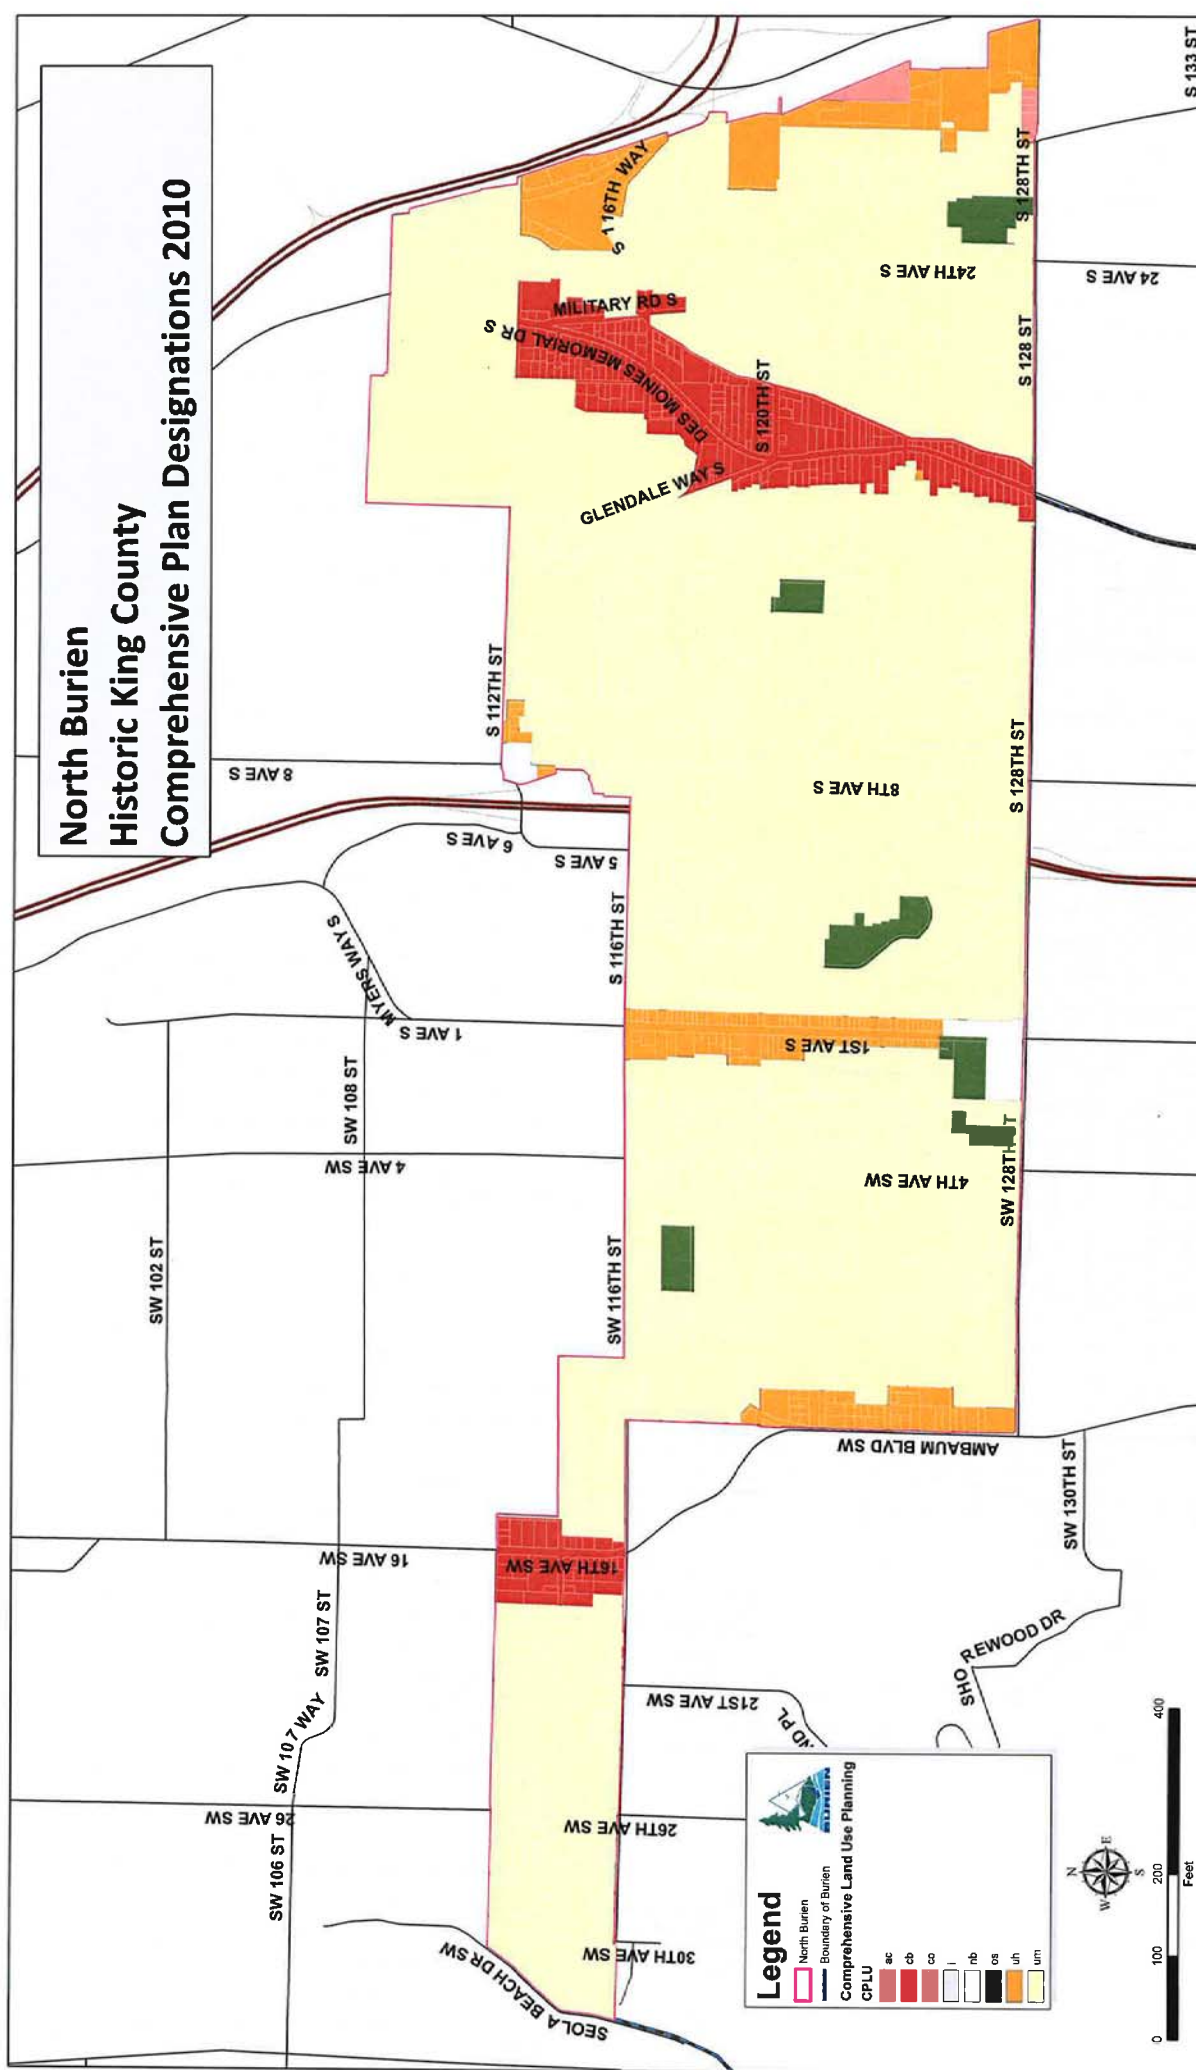 North Burien
Historic King County
Comprehensive Plan Designations 2010
SW 102 ST
SW 108 ST
SW 107 ST
SW 107 WAY
SW 106 ST
26 AVE SW
16 AVE SW
4 AVE SW
1 AVE S
MYERS WAY S
6 AVE S
5 AVE S
8 AVE S
S 112TH ST
S 116TH ST
SW 116TH ST
SEOLA BEACH DR SW
30TH AVE SW
26TH AVE SW
21ST AVE SW
16TH AVE SW
AMBAUM BLVD SW
4TH AVE SW
1ST AVE S
8TH AVE S
GLENDALE WAY S
DES MOINES MEMORIAL DR S
MILITARY RD S
S 116TH WAY
S 120TH ST
24TH AVE S
24 AVE S
SW 128TH ST
S 128TH ST
S 128 ST
S 128TH ST
S 133 ST
SW 130TH ST
SHOREWOOD DR
ND PL
Legend
North Burien
Boundary of Burien
Comprehensive Land Use Planning
CPLU
ac
cb
co
i
nb
os
uh
um
BURIEN
N
W
E
S
0
100
200
400
Feet